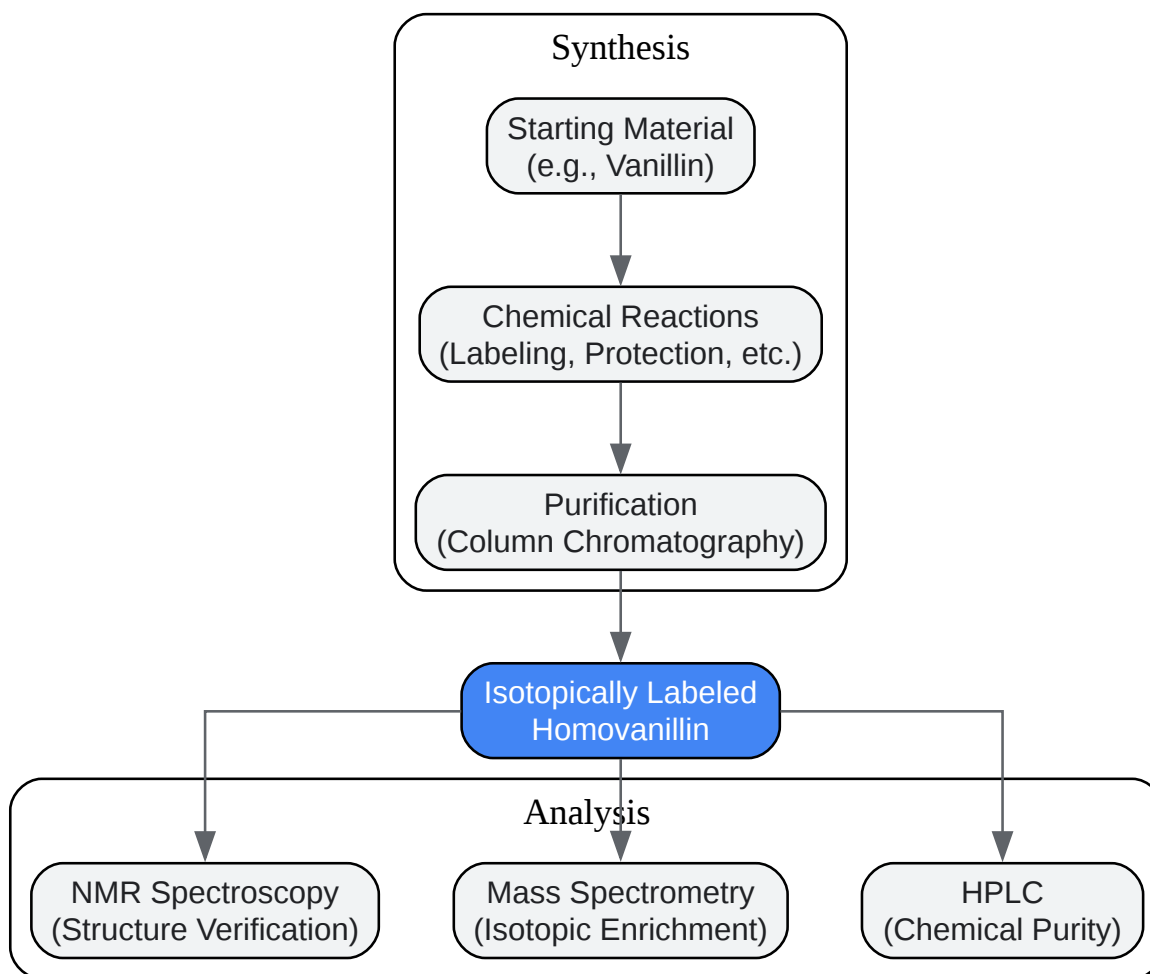 Synthesis
Starting Material
(e.g., Vanillin)
Chemical Reactions
(Labeling, Protection, etc.)
Purification
(Column Chromatography)
Isotopically Labeled
Homovanillin
Analysis
NMR Spectroscopy
(Structure Verification)
Mass Spectrometry
(Isotopic Enrichment)
HPLC
(Chemical Purity)